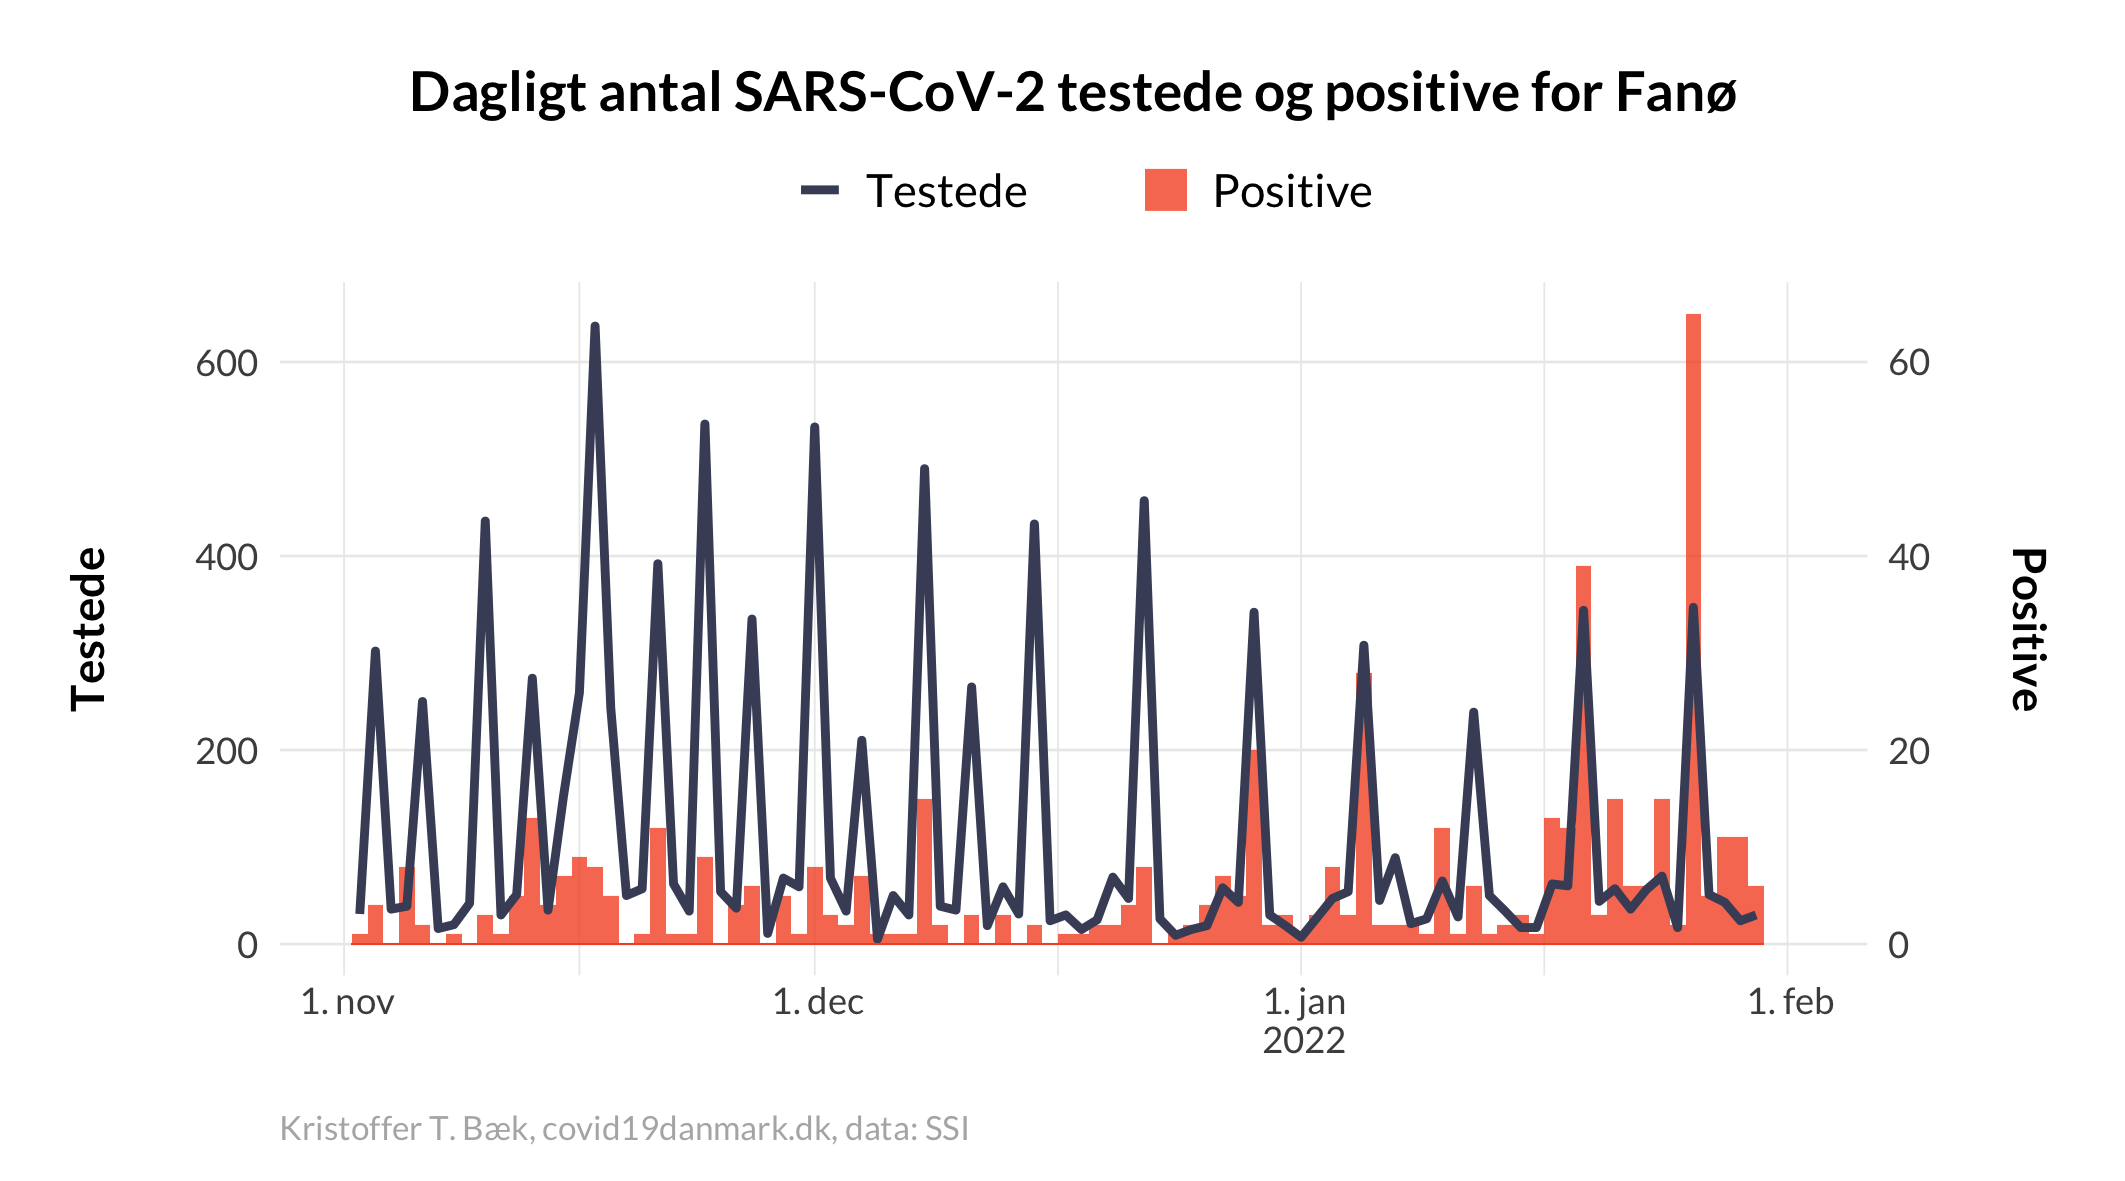 Dagligt antal SARS-CoV-2 testede og positive for Fanø
Testede
Positive
Testede
600
400
200
0
60
40
20
0
Positive
1. nov
1. dec
1. jan
2022
1. feb
Kristoffer T. Bæk, covid19danmark.dk, data: SSI